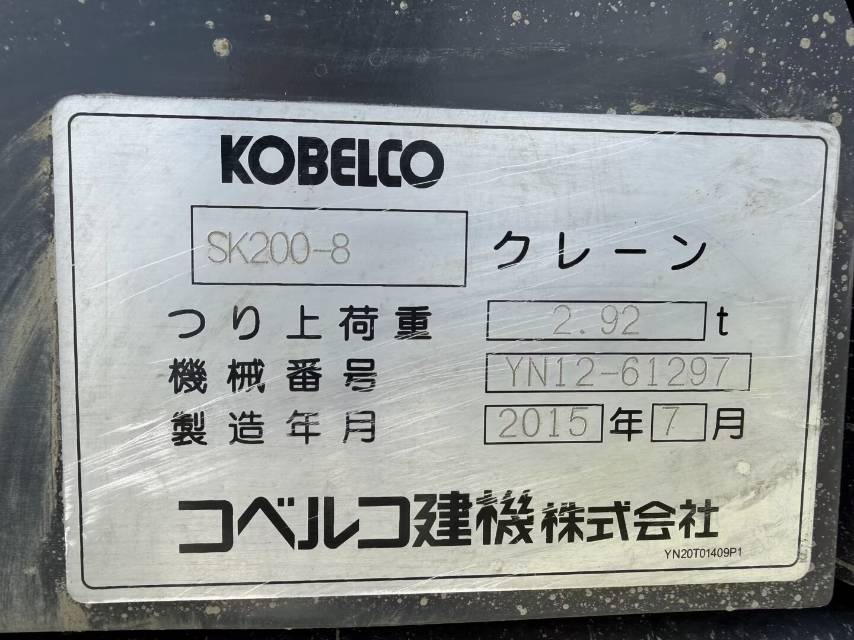 KOBELCO
SK200-8 クレーン
つり上荷重 2.92 t
機械番号 YN12-61297
製造年月 2015 年 7 月
コベルコ建機株式会社
YN20T01409P1